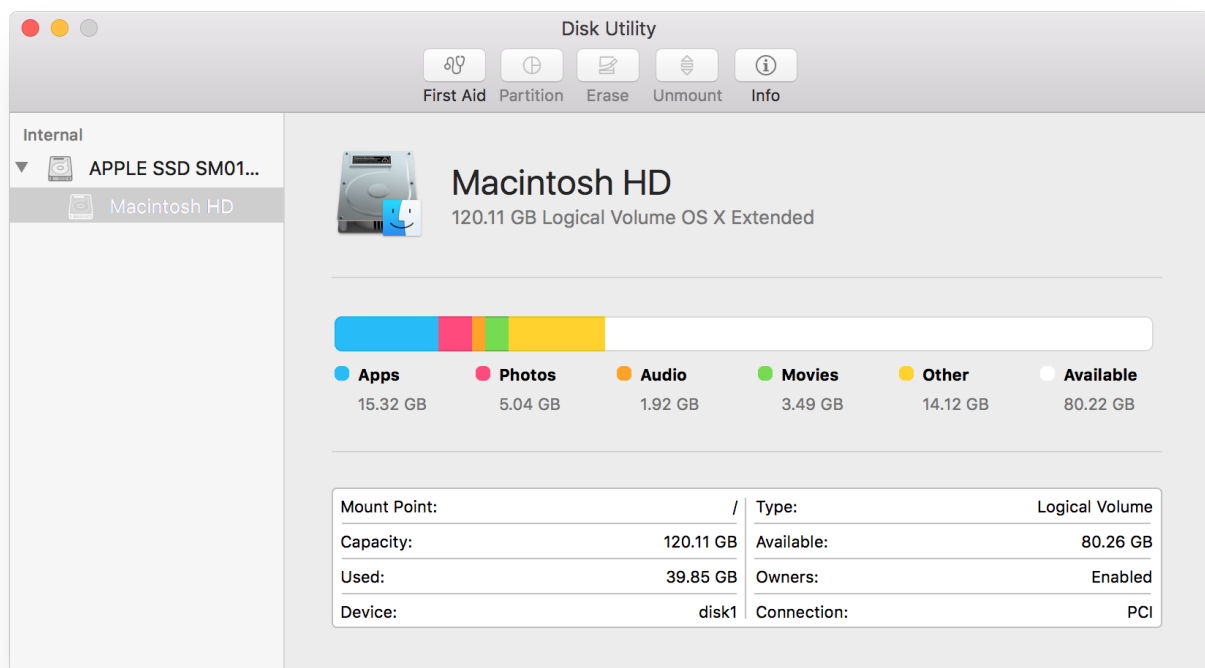 Disk Utility
First Aid Partition Erase Unmount Info
Internal
APPLE SSD SM01...
Macintosh HD
Macintosh HD
120.11 GB Logical Volume OS X Extended
Apps Photos Audio Movies Other Available
15.32 GB 5.04 GB 1.92 GB 3.49 GB 14.12 GB 80.22 GB
Mount Point: / Type: Logical Volume
Capacity: 120.11 GB Available: 80.26 GB
Used: 39.85 GB Owners: Enabled
Device: disk1 Connection: PCI